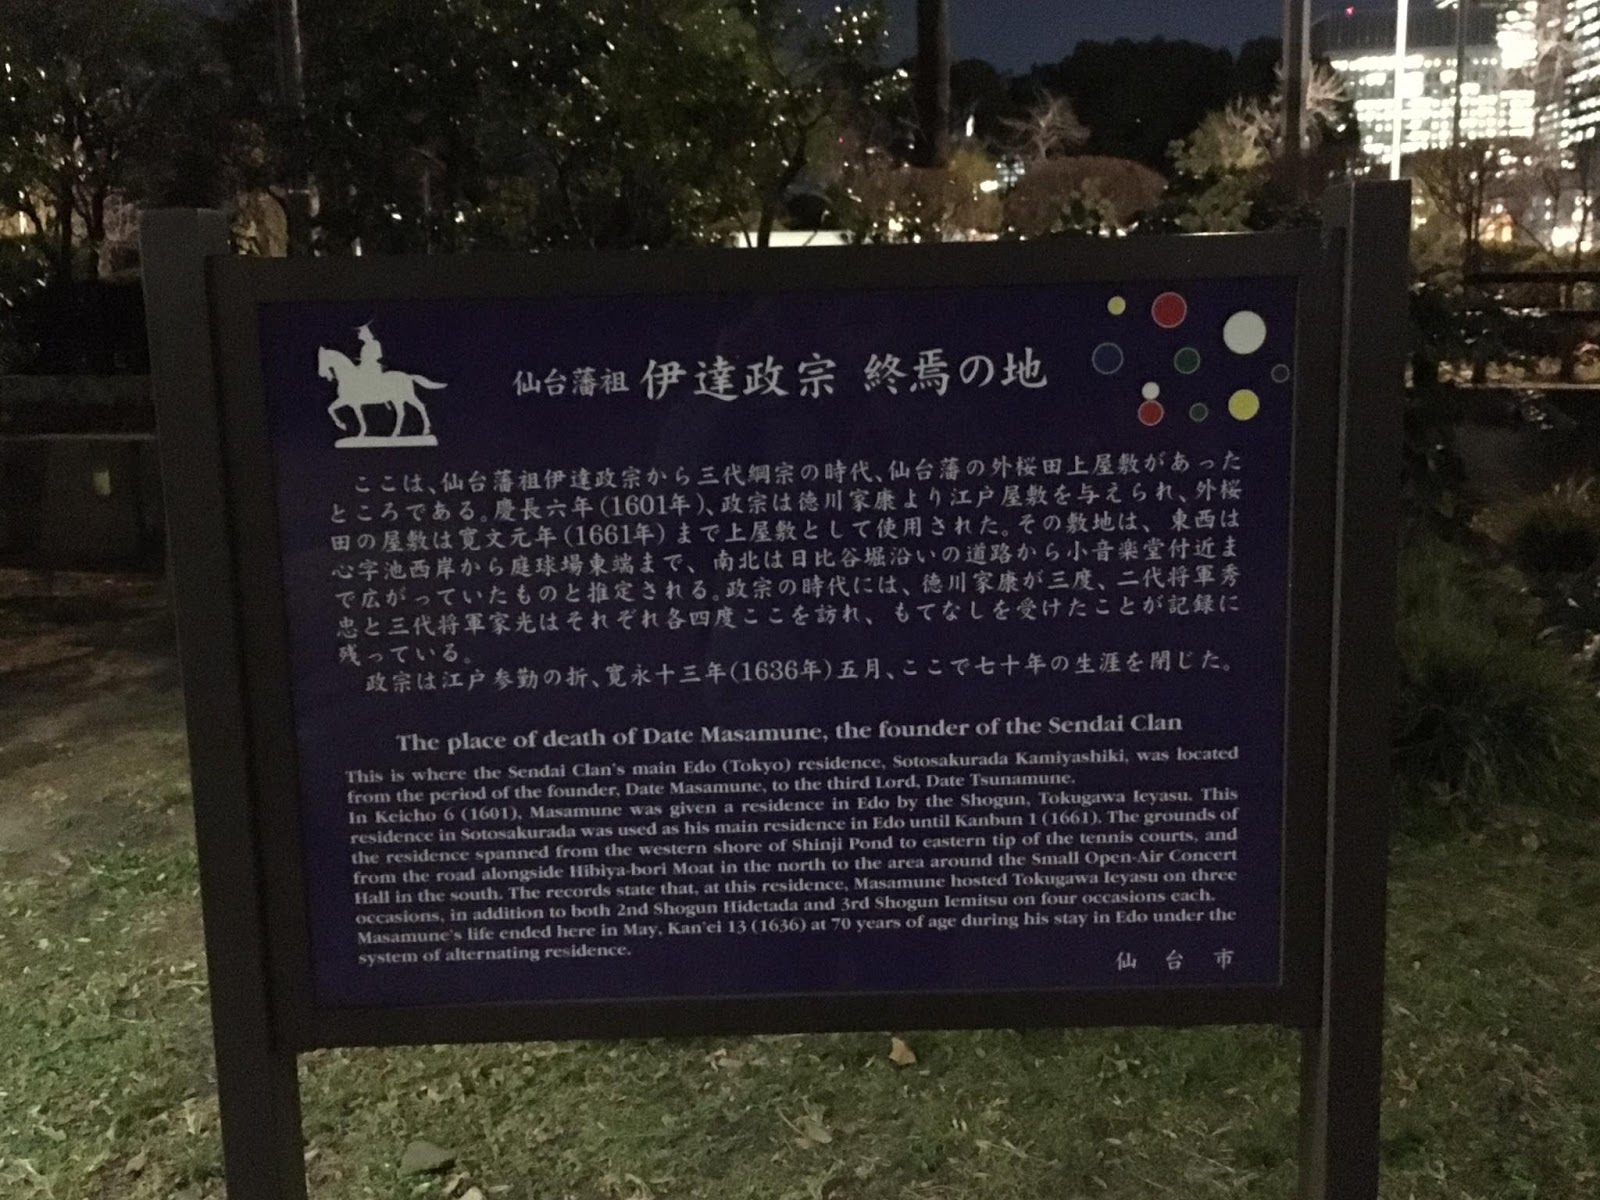 仙台藩祖 伊達政宗 終焉の地
ここは、仙台藩祖伊達政宗から三代綱宗の時代、仙台藩の外桜田上屋敷があった
ところである。慶長六年(1601年)、政宗は徳川家康より江戸屋敷を与えられ、外桜
田の屋敷は寛文元年(1661年)まで上屋敷として使用された。その敷地は、東西は
心字池西岸から庭球場東端まで、南北は日比谷堀沿いの道路から小音楽堂付近ま
で広がっていたものと推定される。政宗の時代には、徳川家康が三度、二代将軍秀
忠と三代将軍家光はそれぞれ各四度ここを訪れ、もてなしを受けたことが記録に
残っている。
政宗は江戸参勤の折、寛永十三年(1636年)五月、ここで七十年の生涯を閉じた。
The place of death of Date Masamune, the founder of the Sendai Clan
This is where the Sendai Clan's main Edo (Tokyo) residence, Sotosakurada Kamiyashiki, was located
from the period of the founder, Date Masamune, to the third Lord, Date Tsunamune.
In Keicho 6 (1601), Masamune was given a residence in Edo by the Shogun, Tokugawa Ieyasu. This
residence in Sotosakurada was used as his main residence in Edo until Kanbun 1 (1661). The grounds of
the residence spanned from the western shore of Shinji Pond to eastern tip of the tennis courts, and
from the road alongside Hibiya-bori Moat in the north to the area around the Small Open-Air Concert
Hall in the south. The records state that, at this residence, Masamune hosted Tokugawa Ieyasu on three
occasions, in addition to both 2nd Shogun Hidetada and 3rd Shogun Iemitsu on four occasions each.
Masamune's life ended here in May, Kan'ei 13 (1636) at 70 years of age during his stay in Edo under the
system of alternating residence.
仙台市